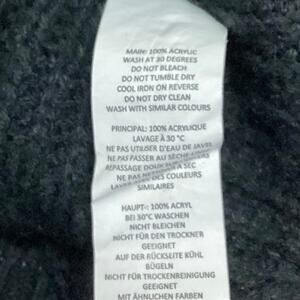 MAIN: 100% ACRYLIC
WASH AT 30 DEGREES
DO NOT BLEACH
DO NOT TUMBLE DRY
COOL IRON ON REVERSE
DO NOT DRY CLEAN
WASH WITH SIMILAR COLOURS
PRINCIPAL: 100% ACRYLIQUE
LAVAGE À 30 °C
NE PAS UTILISER D'EAU DE JAVEL
NE PAS PASSER AU SÈCHE-LINGE
REPASSAGE DOUX
NE PAS A SEC
LAVER AVEC DES COULEURS
SIMILAIRES
HAUPT-: 100% ACRYL
BEI 30°C WASCHEN
NICHT BLEICHEN
NICHT FÜR DEN TROCKNER
GEEIGNET
AUF DER RÜCKSEITE KÜHL
BÜGELN
NICHT FÜR TROCKENREINIGUNG
GEEIGNET
MIT ÄHNLICHEN FARBEN